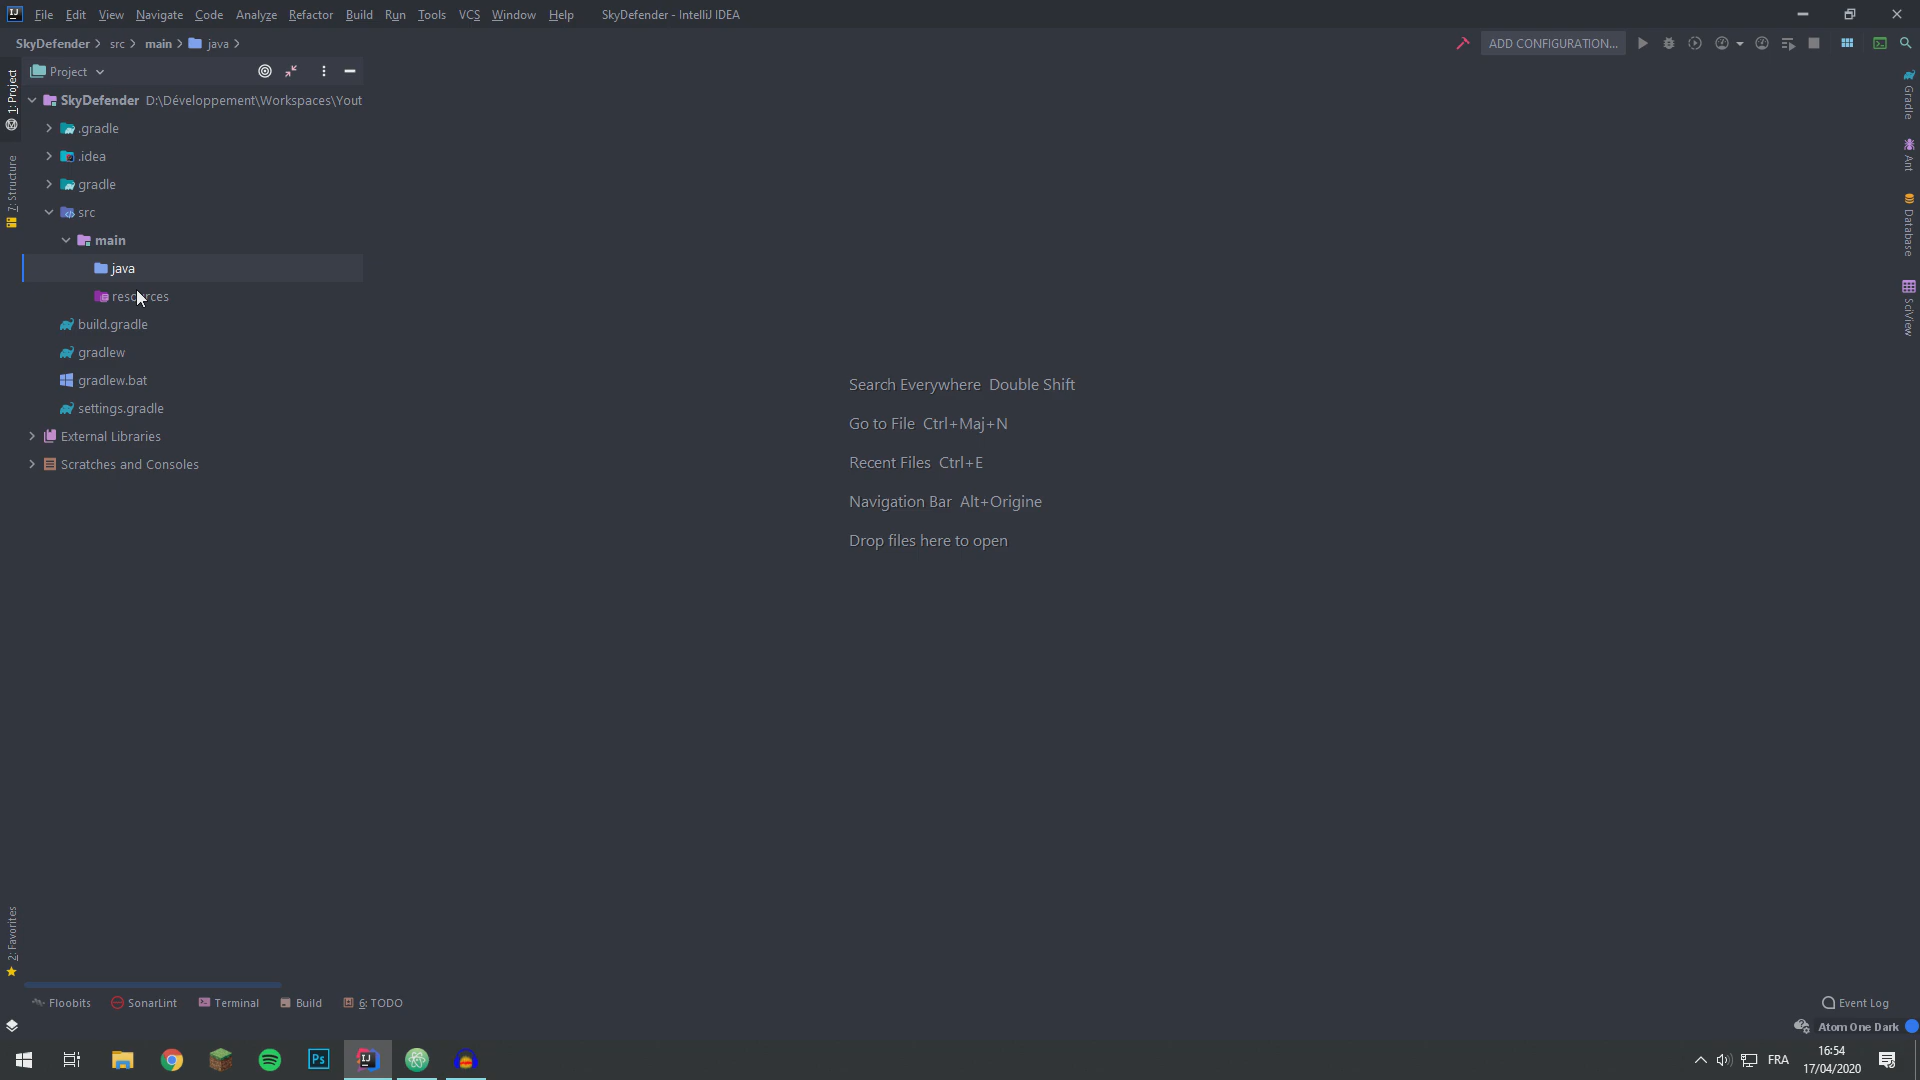 File Edit View Navigate Code Analyze Refactor Build Run Tools VCS Window Help SkyDefender - IntelliJ IDEA
SkyDefender src main java
ADD CONFIGURATION...
Project
SkyDefender D:\Développement\Workspaces\Yout
.gradle
.idea
gradle
src
main
java
resources
build.gradle
gradlew
gradlew.bat
settings.gradle
External Libraries
Scratches and Consoles
1: Project
7: Structure
2: Favorites
Search Everywhere Double Shift
Go to File Ctrl+Maj+N
Recent Files Ctrl+E
Navigation Bar Alt+Origine
Drop files here to open
Gradle
Ant
Database
SciView
Floobits SonarLint Terminal Build 6: TODO
Event Log
Atom One Dark
Ps
IJ
FRA
16:54
17/04/2020